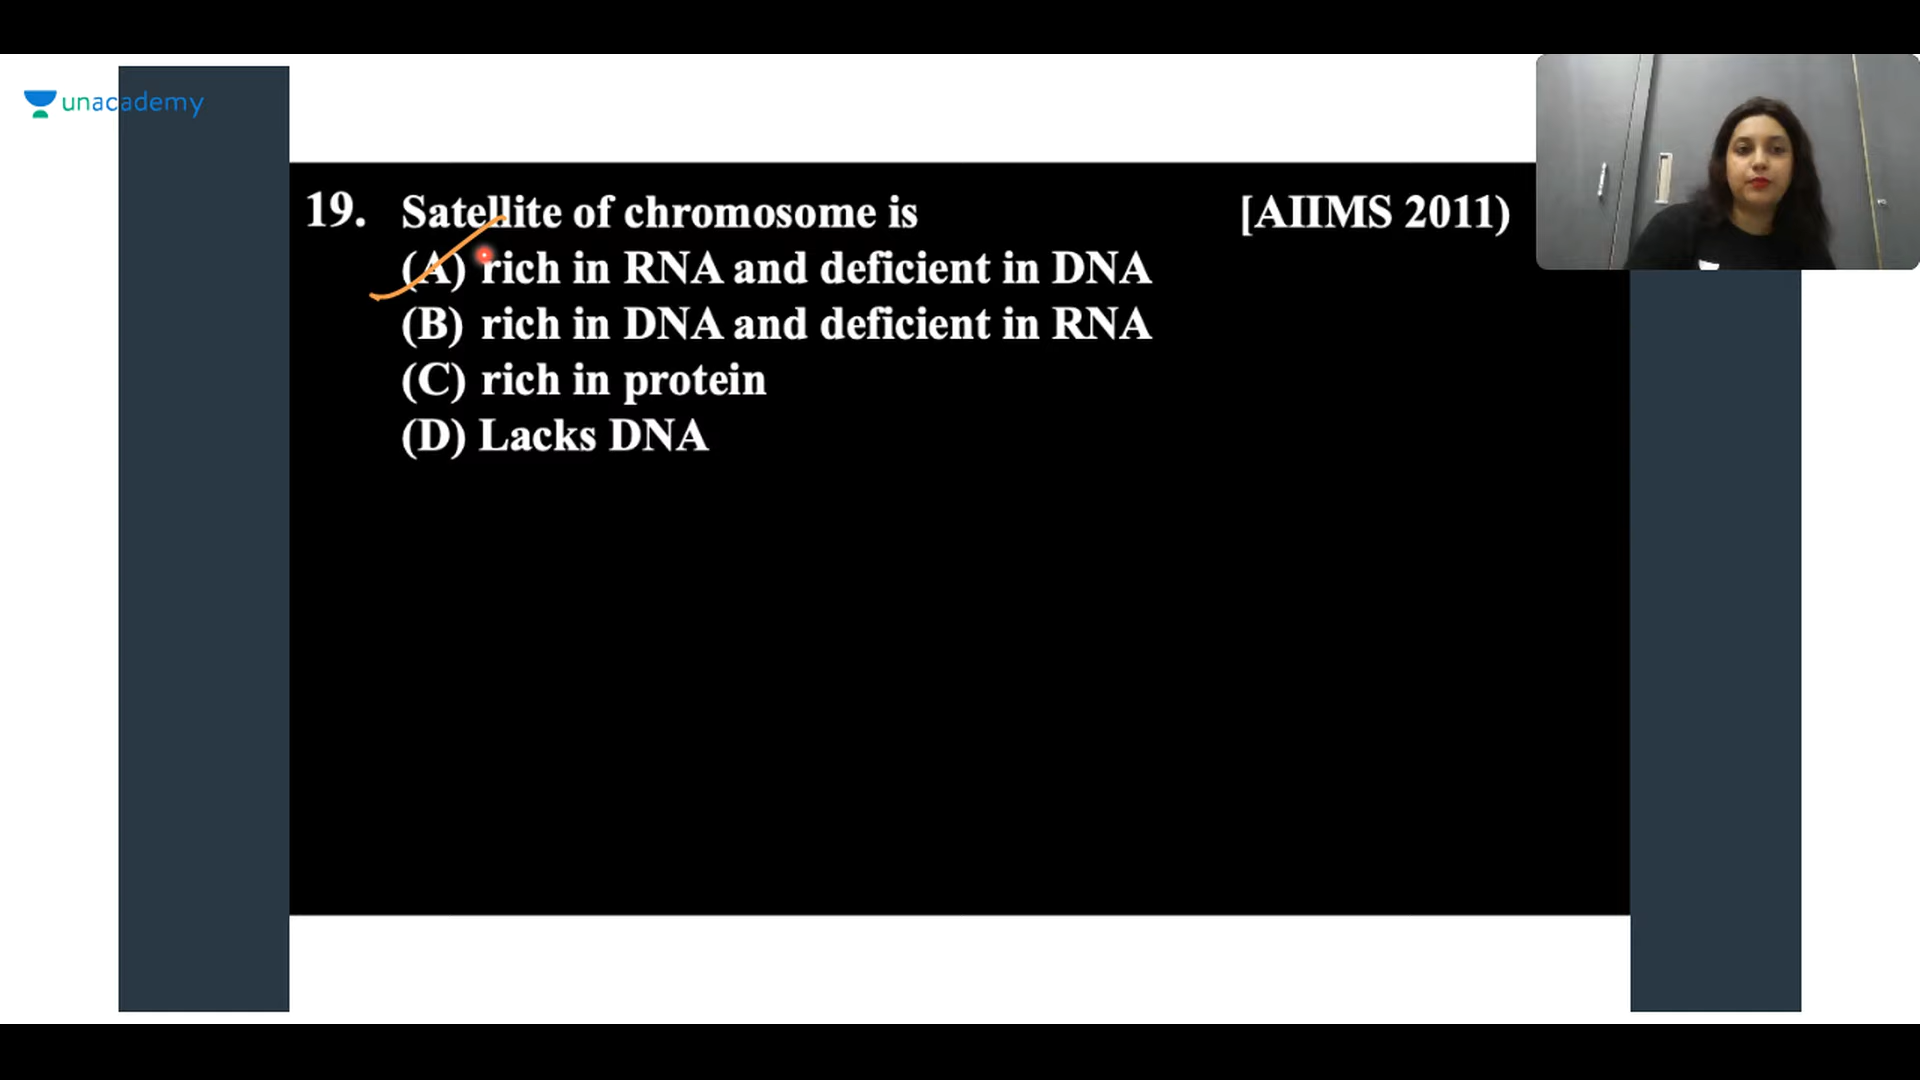 unacademy
19. Satellite of chromosome is [AIIMS 2011)
(A) rich in RNA and deficient in DNA
(B) rich in DNA and deficient in RNA
(C) rich in protein
(D) Lacks DNA